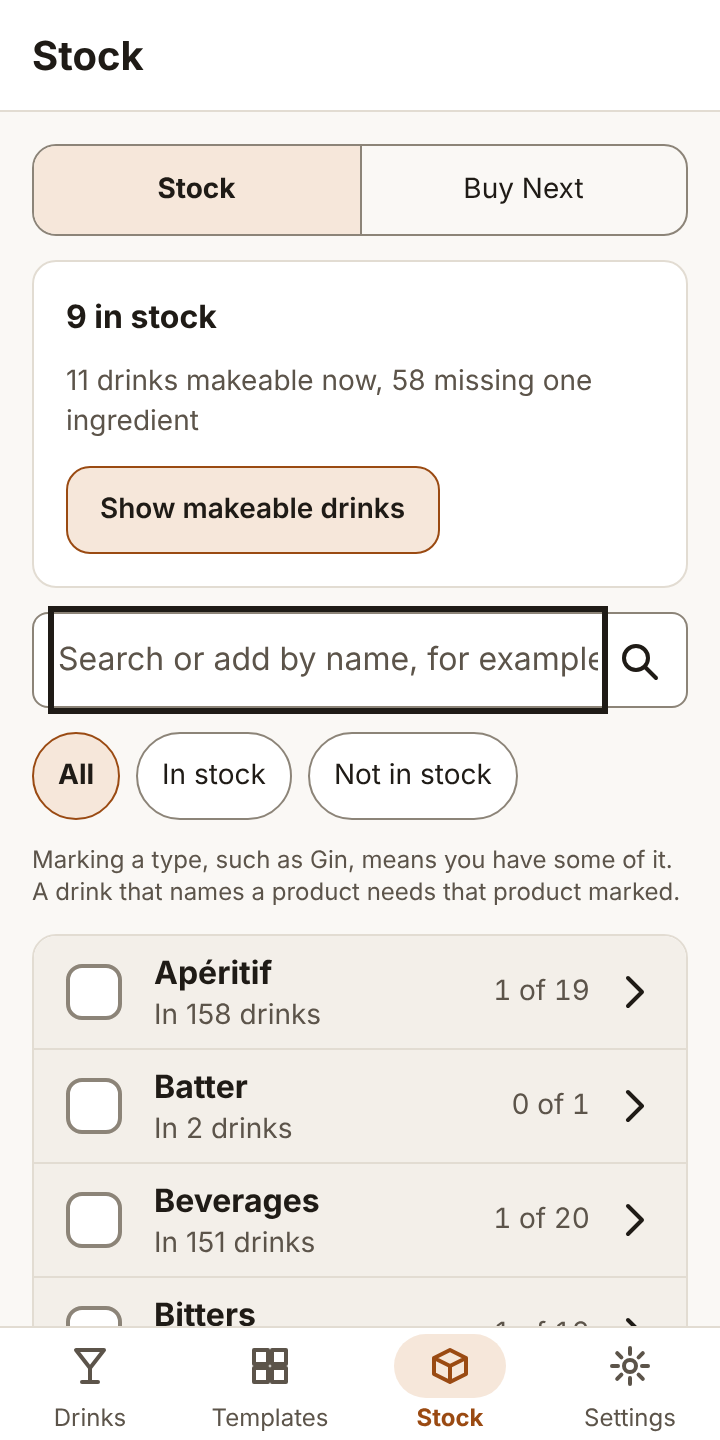 Stock
Stock
Buy Next
9 in stock
11 drinks makeable now, 58 missing one
ingredient
Show makeable drinks
Search or add by name, for example
All
In stock
Not in stock
Marking a type, such as Gin, means you have some of it.
A drink that names a product needs that product marked.
Apéritif
In 158 drinks
1 of 19
Batter
In 2 drinks
0 of 1
Beverages
In 151 drinks
1 of 20
Bitters
Drinks
Templates
Stock
Settings